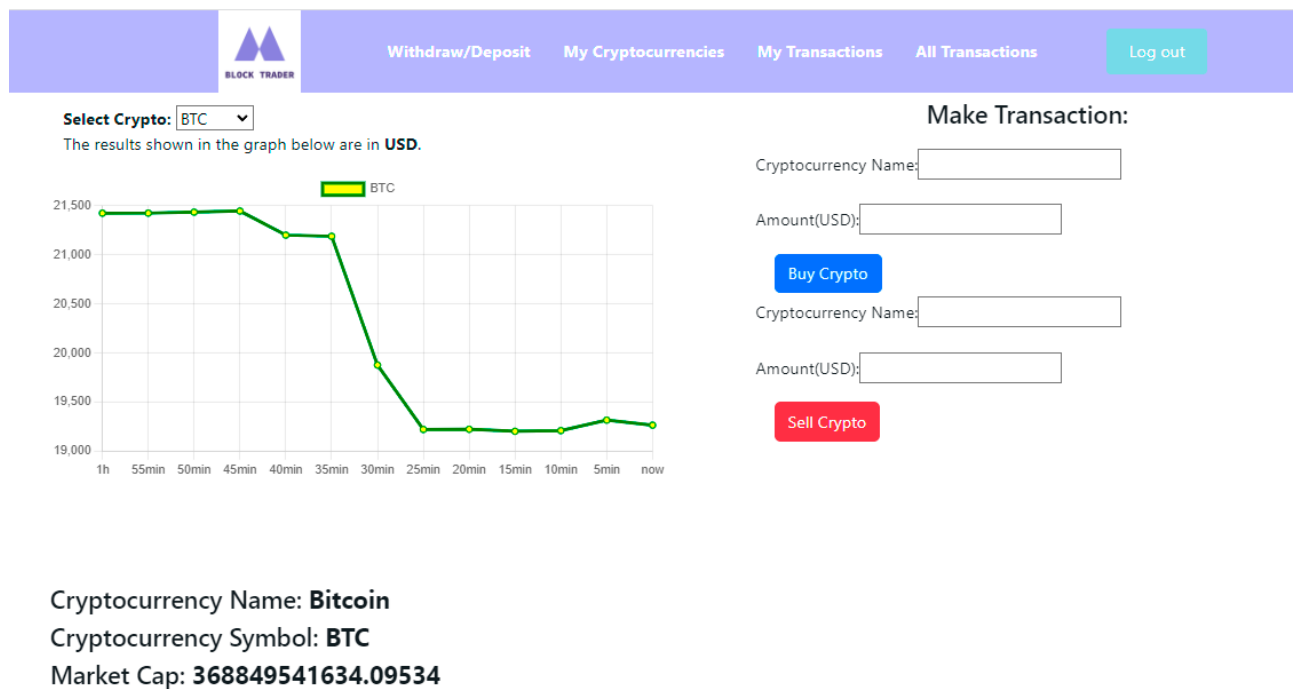 BLOCK TRADER
Withdraw/Deposit My Cryptocurrencies My Transactions All Transactions Log out
Select Crypto: BTC
The results shown in the graph below are in USD.
BTC
21,500
21,000
20,500
20,000
19,500
19,000
1h 55min 50min 45min 40min 35min 30min 25min 20min 15min 10min 5min now
Make Transaction:
Cryptocurrency Name:
Amount(USD):
Buy Crypto
Cryptocurrency Name:
Amount(USD):
Sell Crypto
Cryptocurrency Name: Bitcoin
Cryptocurrency Symbol: BTC
Market Cap: 368849541634.09534